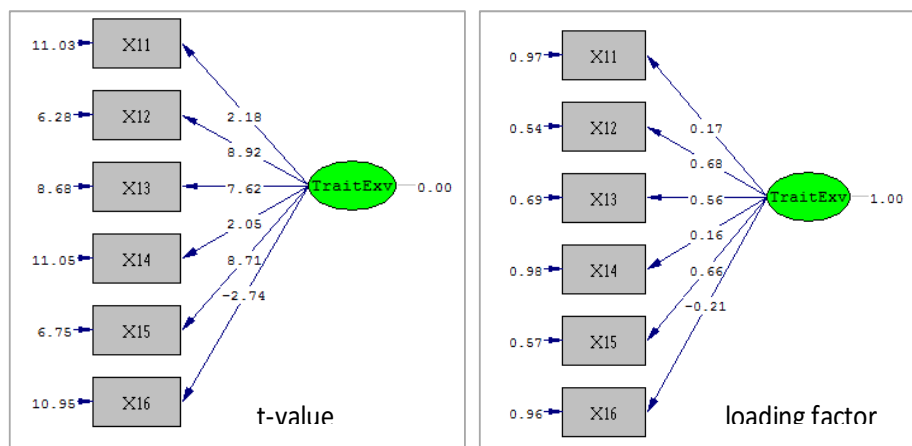 11.03 X11
2.18
6.28 X12
8.92
8.68 X13
7.62
TraitExv 0.00
2.05
11.05 X14
8.71
-2.74
6.75 X15
10.95 X16
t-value
0.97 X11
0.17
0.54 X12
0.68
0.69 X13
0.56
TraitExv 1.00
0.16
0.98 X14
0.66
-0.21
0.57 X15
0.96 X16
loading factor